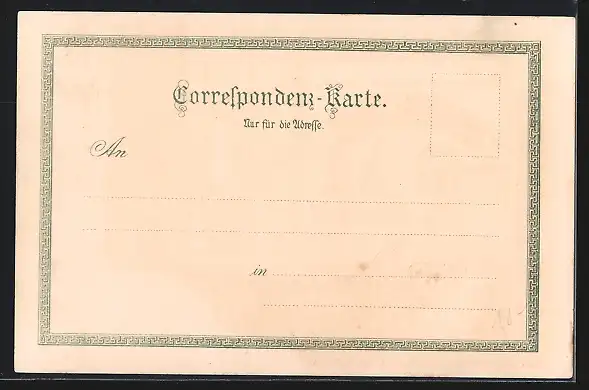 Correſpondenz-Karte.
Nur für die Adreſſe.
An
in